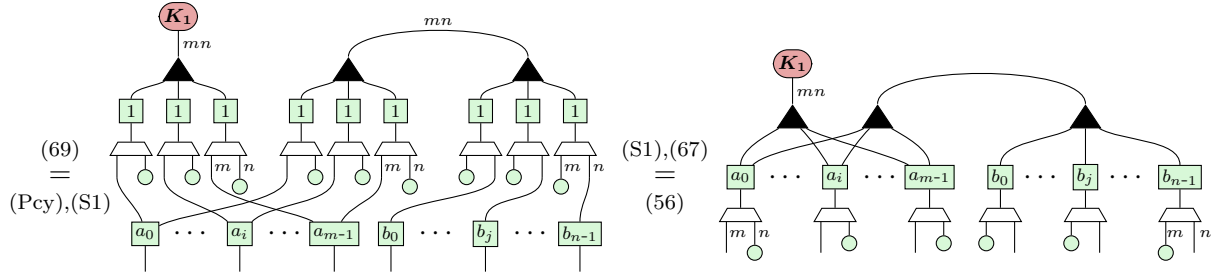 K₁
mn
mn
1 1 1 1 1 1 1 1 1
m n m n m n
(69)
=
(Pcy),(S1)
a₀ ··· aᵢ ··· aₘ₋₁ b₀ ··· bⱼ ··· bₙ₋₁
K₁
mn
(S1),(67)
=
(56)
a₀ ··· aᵢ ··· aₘ₋₁ b₀ ··· bⱼ ··· bₙ₋₁
m n m n